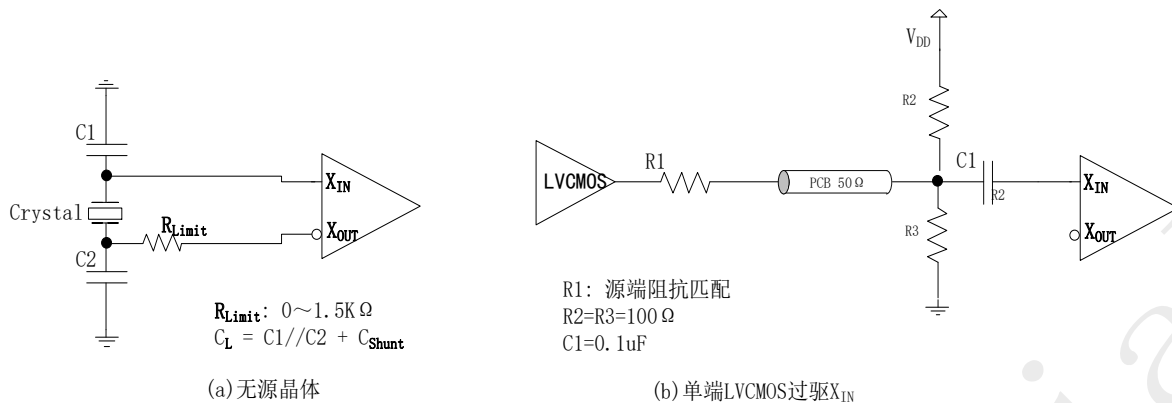 C1
Crystal
C2
R_Limit
X_IN
X_OUT
R_Limit: 0～1.5KΩ
C_L = C1//C2 + C_Shunt
(a)无源晶体
LVCMOS
R1
PCB 50Ω
V_DD
R2
C1
R2
R3
X_IN
X_OUT
R1: 源端阻抗匹配
R2=R3=100Ω
C1=0.1uF
(b)单端LVCMOS过驱X_IN